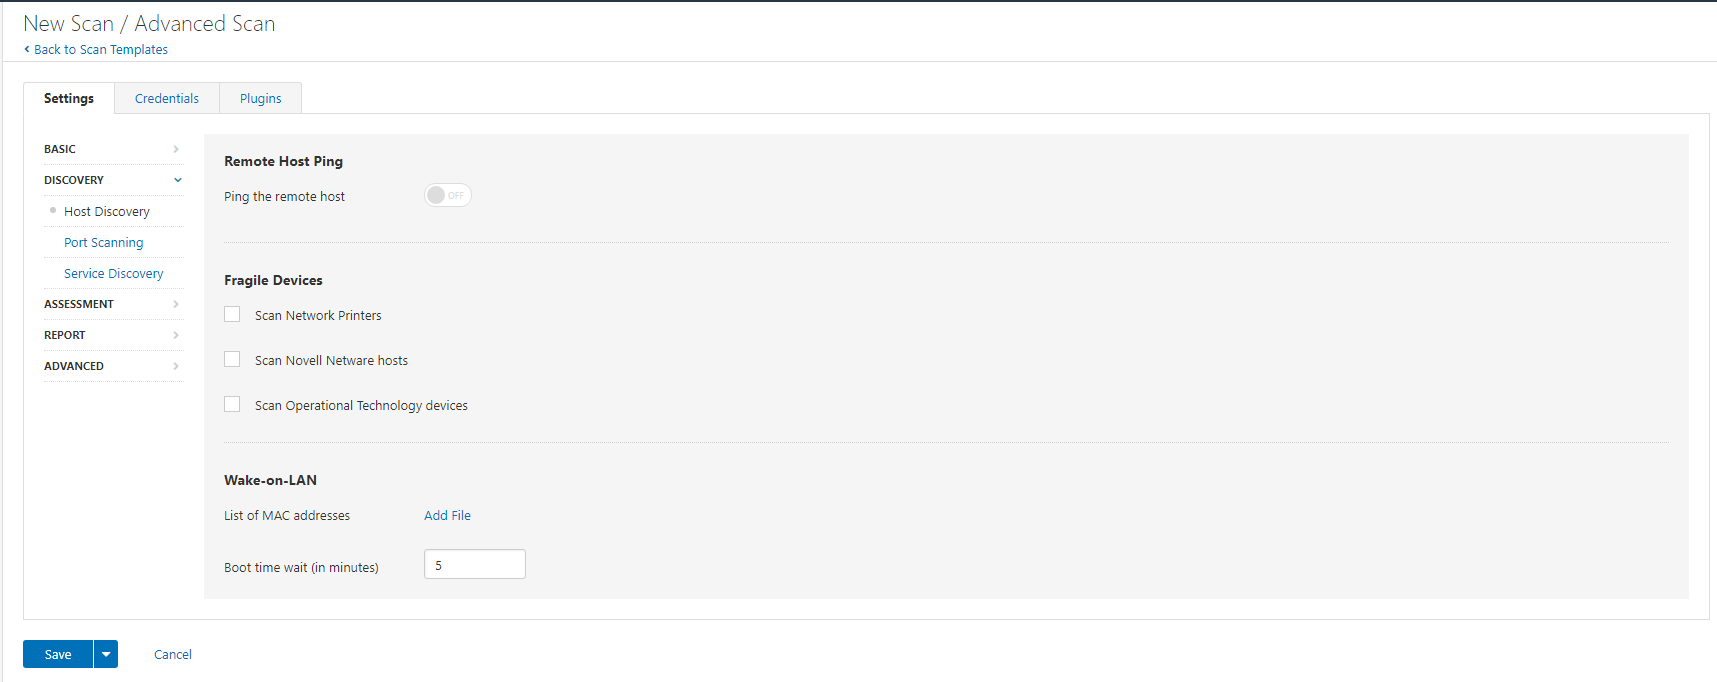 New Scan / Advanced Scan
Back to Scan Templates
Settings
Credentials
Plugins
BASIC
DISCOVERY
Host Discovery
Port Scanning
Service Discovery
ASSESSMENT
REPORT
ADVANCED
Remote Host Ping
Ping the remote host
OFF
Fragile Devices
Scan Network Printers
Scan Novell Netware hosts
Scan Operational Technology devices
Wake-on-LAN
List of MAC addresses
Add File
Boot time wait (in minutes)
5
Save
Cancel